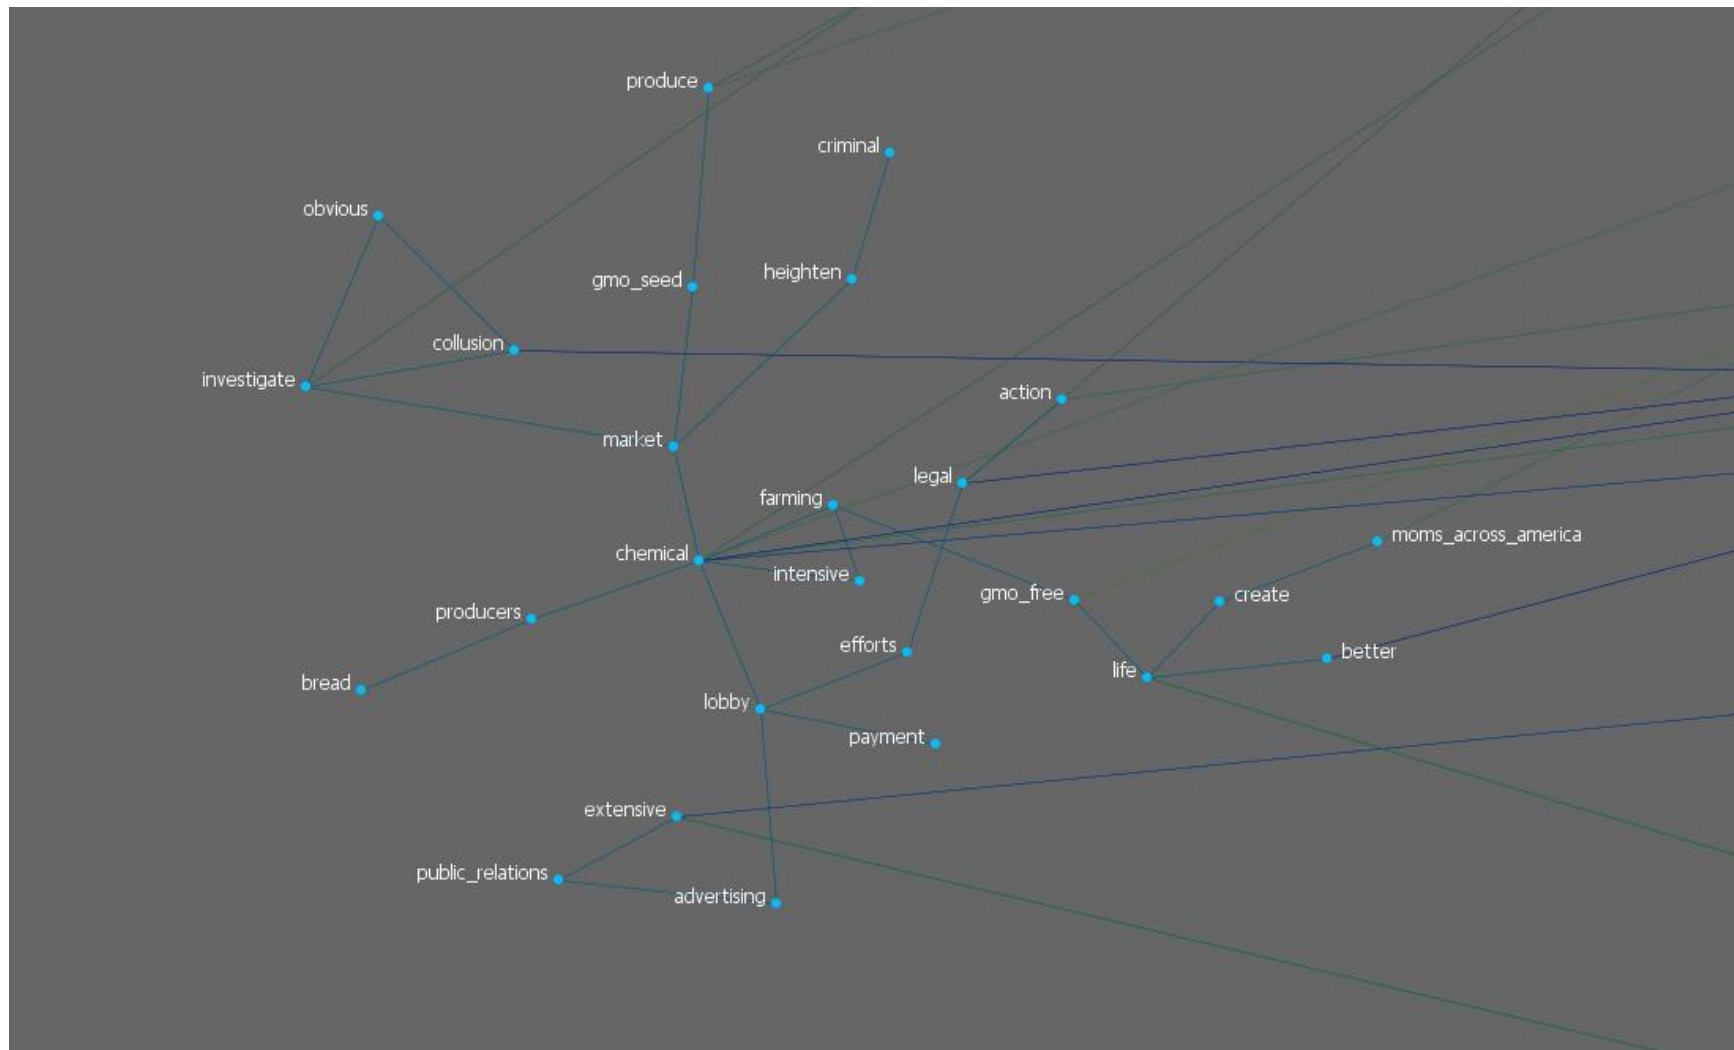 produce
criminal
obvious
heighten
gmo_seed
collusion
investigate
action
market
legal
farming
moms_across_america
chemical
intensive
gmo_free
create
producers
efforts
better
life
bread
lobby
payment
extensive
public_relations
advertising